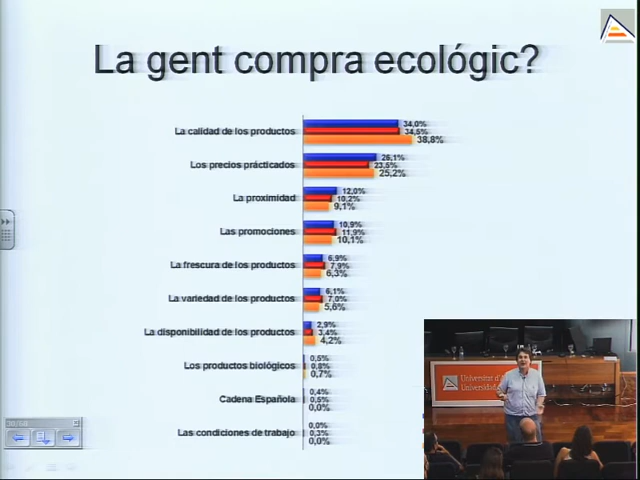 La gent compra ecológic?
La calidad de los productos
34,0%
34,5%
38,8%
Los precios prácticados
26,1%
23,5%
25,2%
La proximidad
12,0%
10,2%
9,1%
Las promociones
10,9%
11,9%
10,1%
La frescura de los productos
6,9%
7,9%
6,3%
La variedad de los productos
6,1%
7,0%
5,6%
La disponibilidad de los productos
2,9%
3,4%
4,2%
Los productos biológicos
0,5%
0,8%
0,7%
Cadena Española
0,4%
0,5%
0,0%
Las condiciones de trabajo
0,0%
0,3%
0,0%
Universitat d'A
Universidad